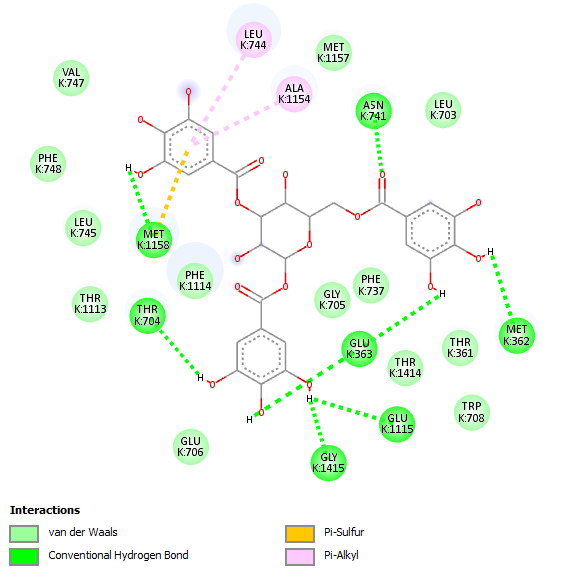 LEU
K:744
MET
K:1157
VAL
K:747
ALA
K:1154
ASN
K:741
LEU
K:703
O
O
PHE
K:748
H
O
O
O
O
O
O
O
LEU
K:745
MET
K:1158
O
O
O
O
H
PHE
K:1114
O
O
O
H
THR
K:1113
THR
K:704
GLY
K:705
PHE
K:737
MET
K:362
GLU
K:363
THR
K:361
THR
K:1414
H
O
O
H
H
O
GLU
K:1115
TRP
K:708
GLU
K:706
GLY
K:1415
Interactions
van der Waals
Conventional Hydrogen Bond
Pi-Sulfur
Pi-Alkyl